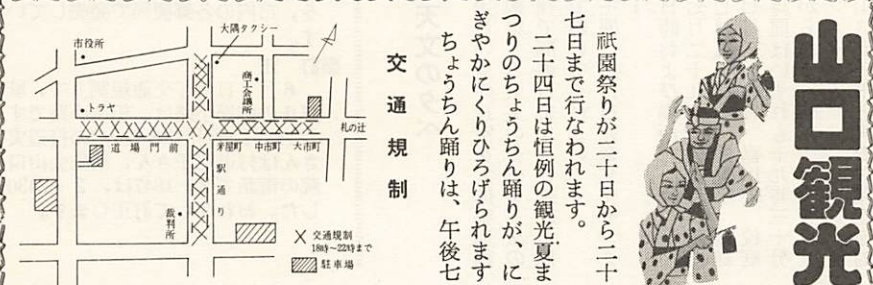 山口観光
祇園祭りが二十日から二十
七日まで行なわれます。
二十四日は恒例の観光夏ま
つりのちょうちん踊りが、に
ぎやかにくりひろげられます
ちょうちん踊りは、午後七
交通規制
市役所
大隅タクシー
商工会議所
トラヤ
札の辻
道場門前
米屋町
中市町
大市町
駅通り
裁判所
X 交通規制
18時〜22時まで
駐車場